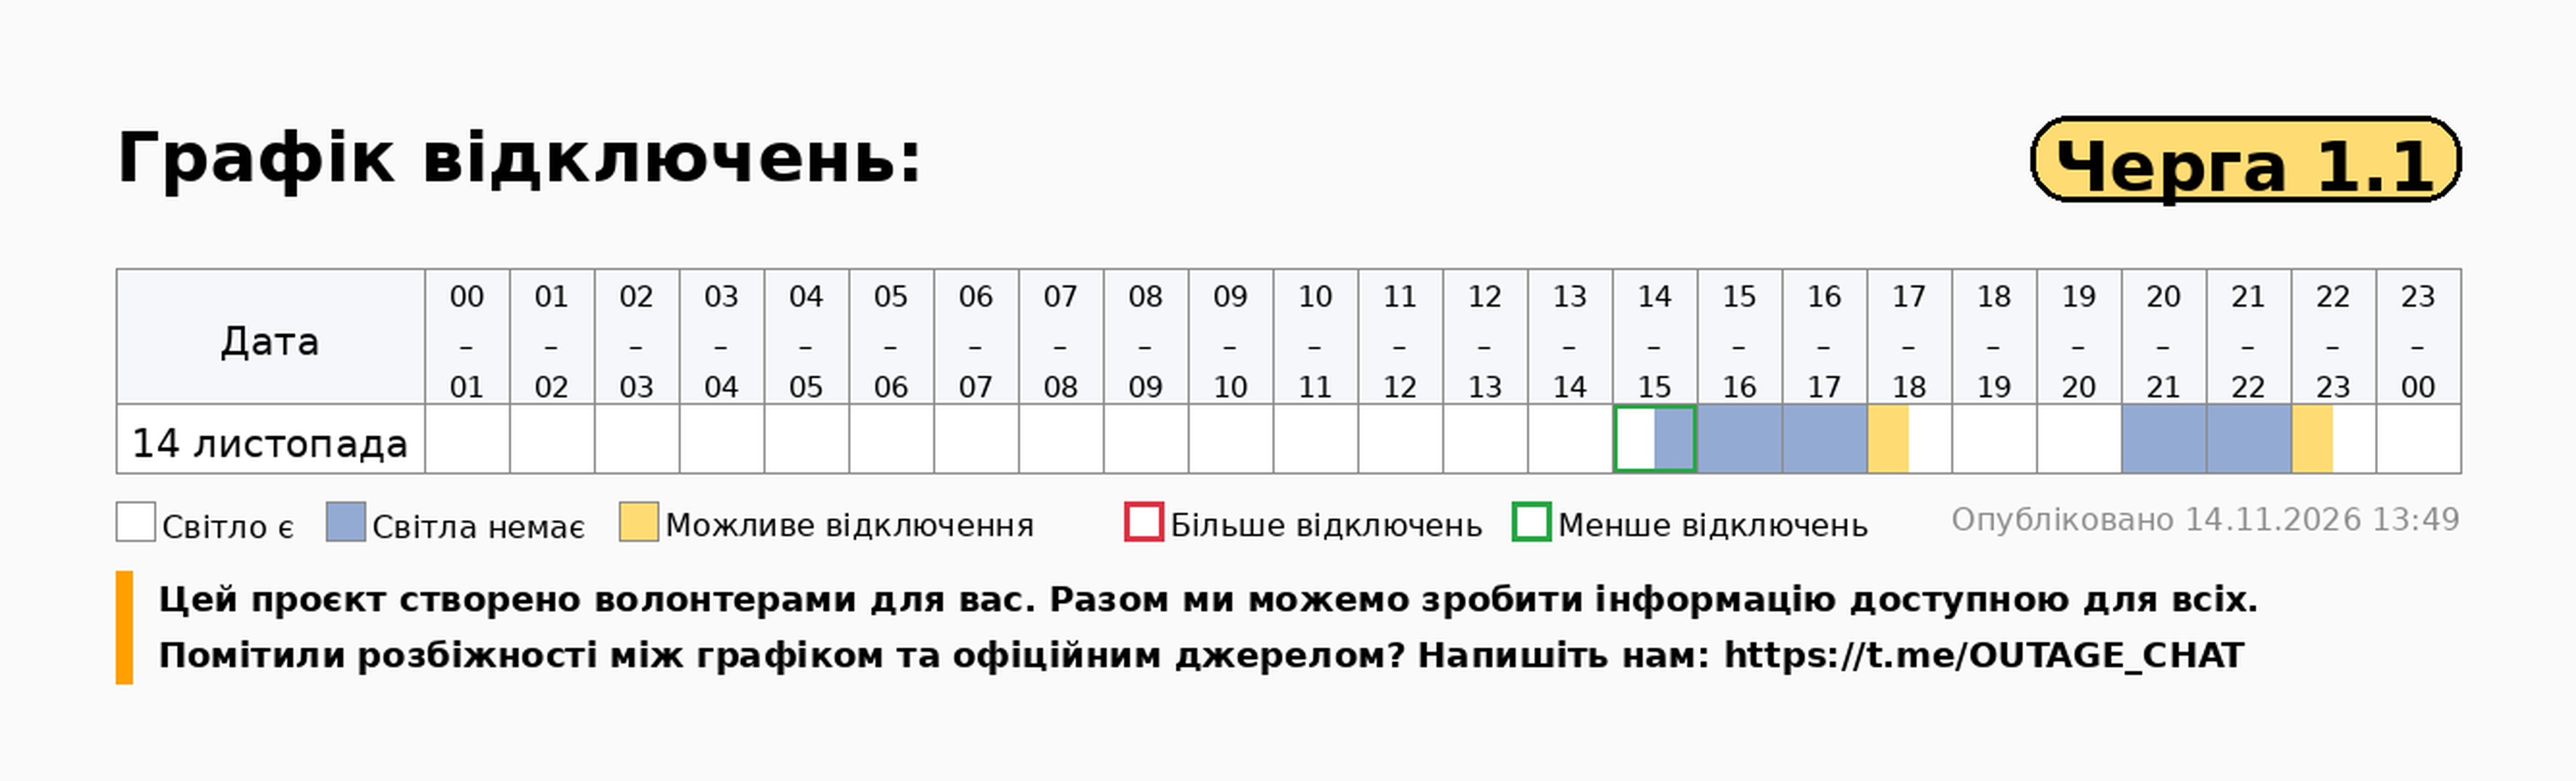 Графік відключень:
Черга 1.1
Дата
00 – 01
01 – 02
02 – 03
03 – 04
04 – 05
05 – 06
06 – 07
07 – 08
08 – 09
09 – 10
10 – 11
11 – 12
12 – 13
13 – 14
14 – 15
15 – 16
16 – 17
17 – 18
18 – 19
19 – 20
20 – 21
21 – 22
22 – 23
23 – 00
14 листопада
Світло є
Світла немає
Можливе відключення
Більше відключень
Менше відключень
Опубліковано 14.11.2026 13:49
Цей проєкт створено волонтерами для вас. Разом ми можемо зробити інформацію доступною для всіх.
Помітили розбіжності між графіком та офіційним джерелом? Напишіть нам: https://t.me/OUTAGE_CHAT